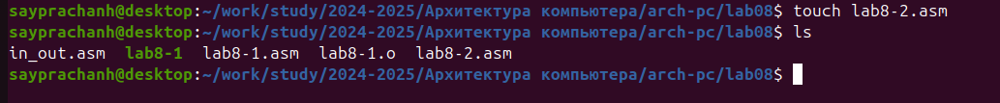 sayprachanh@desktop:~/work/study/2024-2025/Архитектура компьютера/arch-pc/lab08$ touch lab8-2.asm
sayprachanh@desktop:~/work/study/2024-2025/Архитектура компьютера/arch-pc/lab08$ ls
in_out.asm  lab8-1  lab8-1.asm  lab8-1.o  lab8-2.asm
sayprachanh@desktop:~/work/study/2024-2025/Архитектура компьютера/arch-pc/lab08$